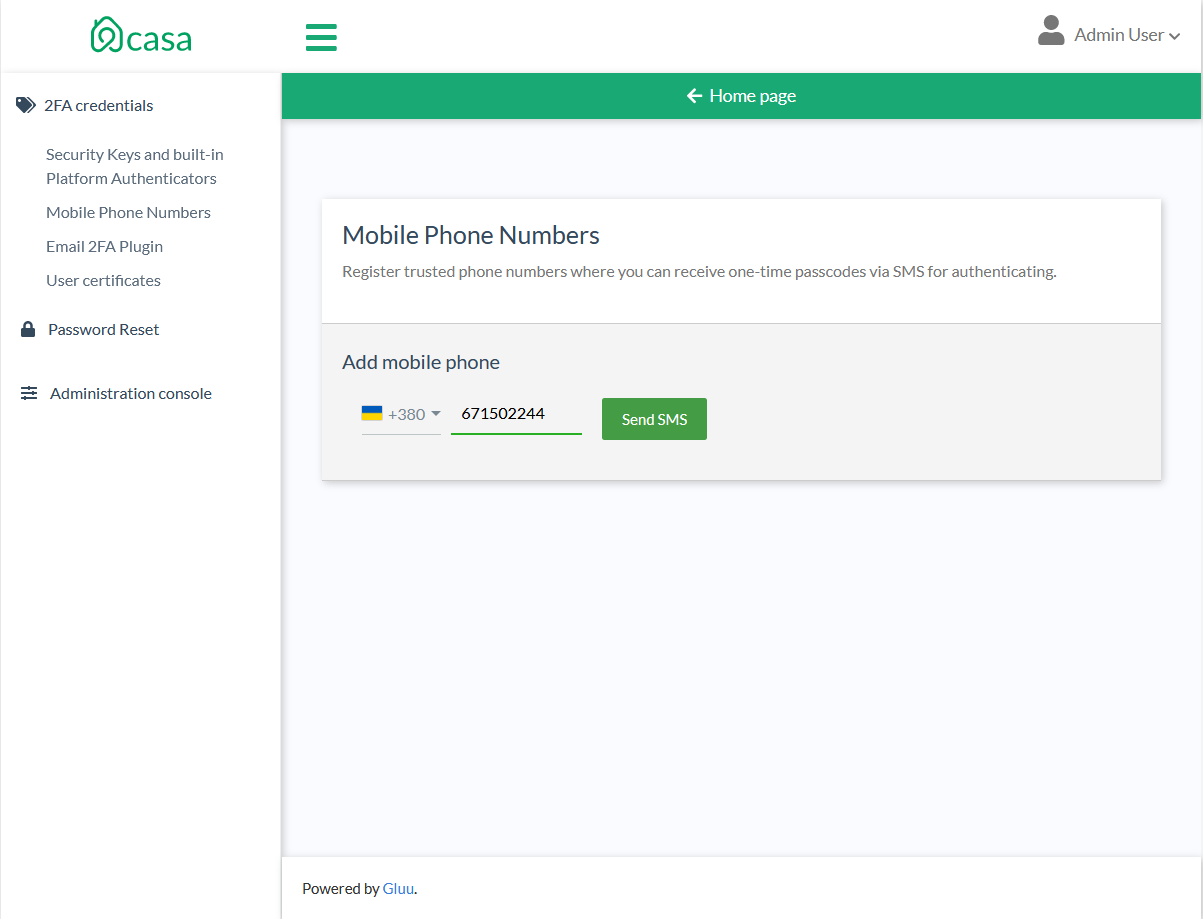 casa
Admin User
Home page
2FA credentials
Security Keys and built-in
Platform Authenticators
Mobile Phone Numbers
Email 2FA Plugin
User certificates
Password Reset
Administration console
Mobile Phone Numbers
Register trusted phone numbers where you can receive one-time passcodes via SMS for authenticating.
Add mobile phone
+380 671502244 Send SMS
Powered by Gluu.